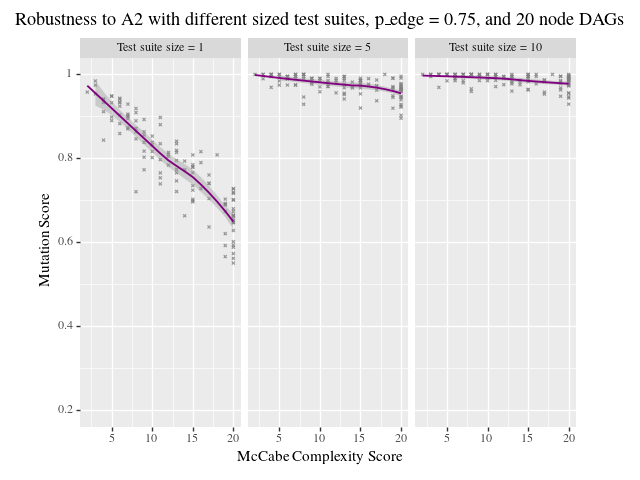 Robustness to A2 with different sized test suites, p_edge = 0.75, and 20 node DAGs
Test suite size = 1
Test suite size = 5
Test suite size = 10
1
0.8
0.6
0.4
0.2
Mutation Score
5 10 15 20
5 10 15 20
5 10 15 20
McCabe Complexity Score